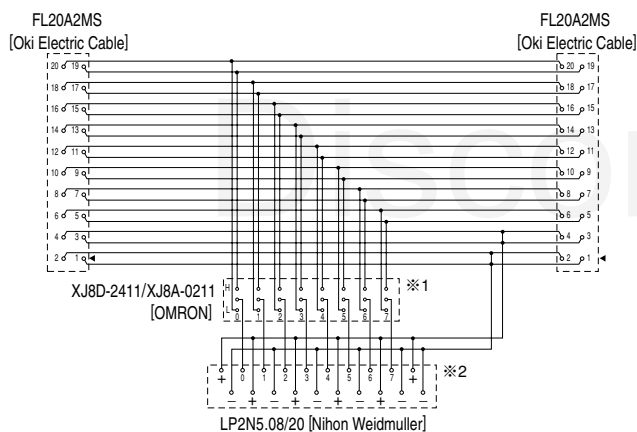 FL20A2MS
[Oki Electric Cable]
FL20A2MS
[Oki Electric Cable]
20 19
18 17
16 15
14 13
12 11
10 9
8 7
6 5
4 3
2 1
20 19
18 17
16 15
14 13
12 11
10 9
8 7
6 5
4 3
2 1
Disco
XJ8D-2411/XJ8A-0211
[OMRON]
H
L
0 1 2 3 4 5 6 7
※1
+ 0 1 2 3 4 5 6 7 +
※2
− + − + − + − + − −
LP2N5.08/20 [Nihon Weidmuller]